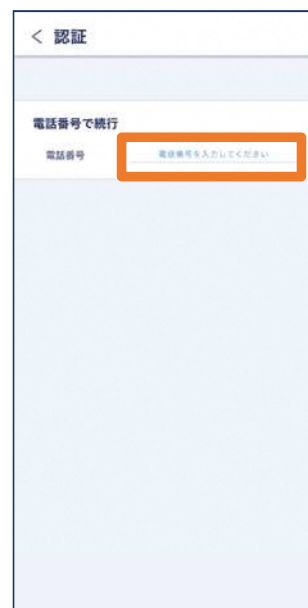 < 認証
電話番号で続行
電話番号
電話番号を入力してください